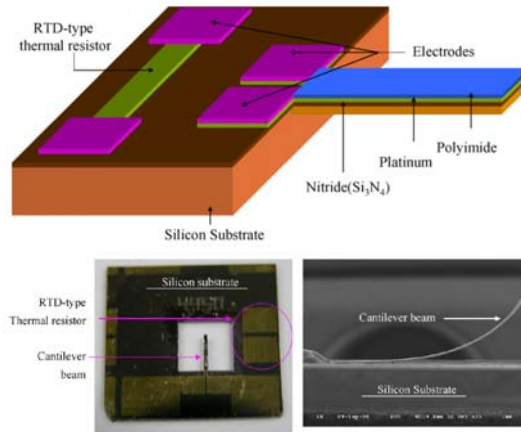 RTD-type
thermal resistor
Electrodes
Polyimide
Platinum
Nitride(Si₃N₄)
Silicon Substrate
Silicon substrate
RTD-type
Thermal resistor
Cantilever
beam
Cantilever beam
Silicon Substrate